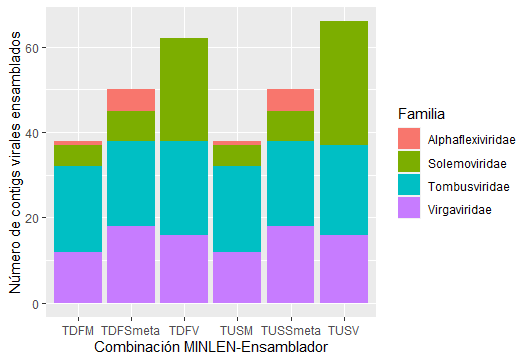 Número de contigs virales ensamblados
60
40
20
0
TDFM TDFSmeta TDFV TUSM TUSSmeta TUSV
Combinación MINLEN-Ensamblador
Familia
Alphaflexiviridae
Solemoviridae
Tombusviridae
Virgaviridae